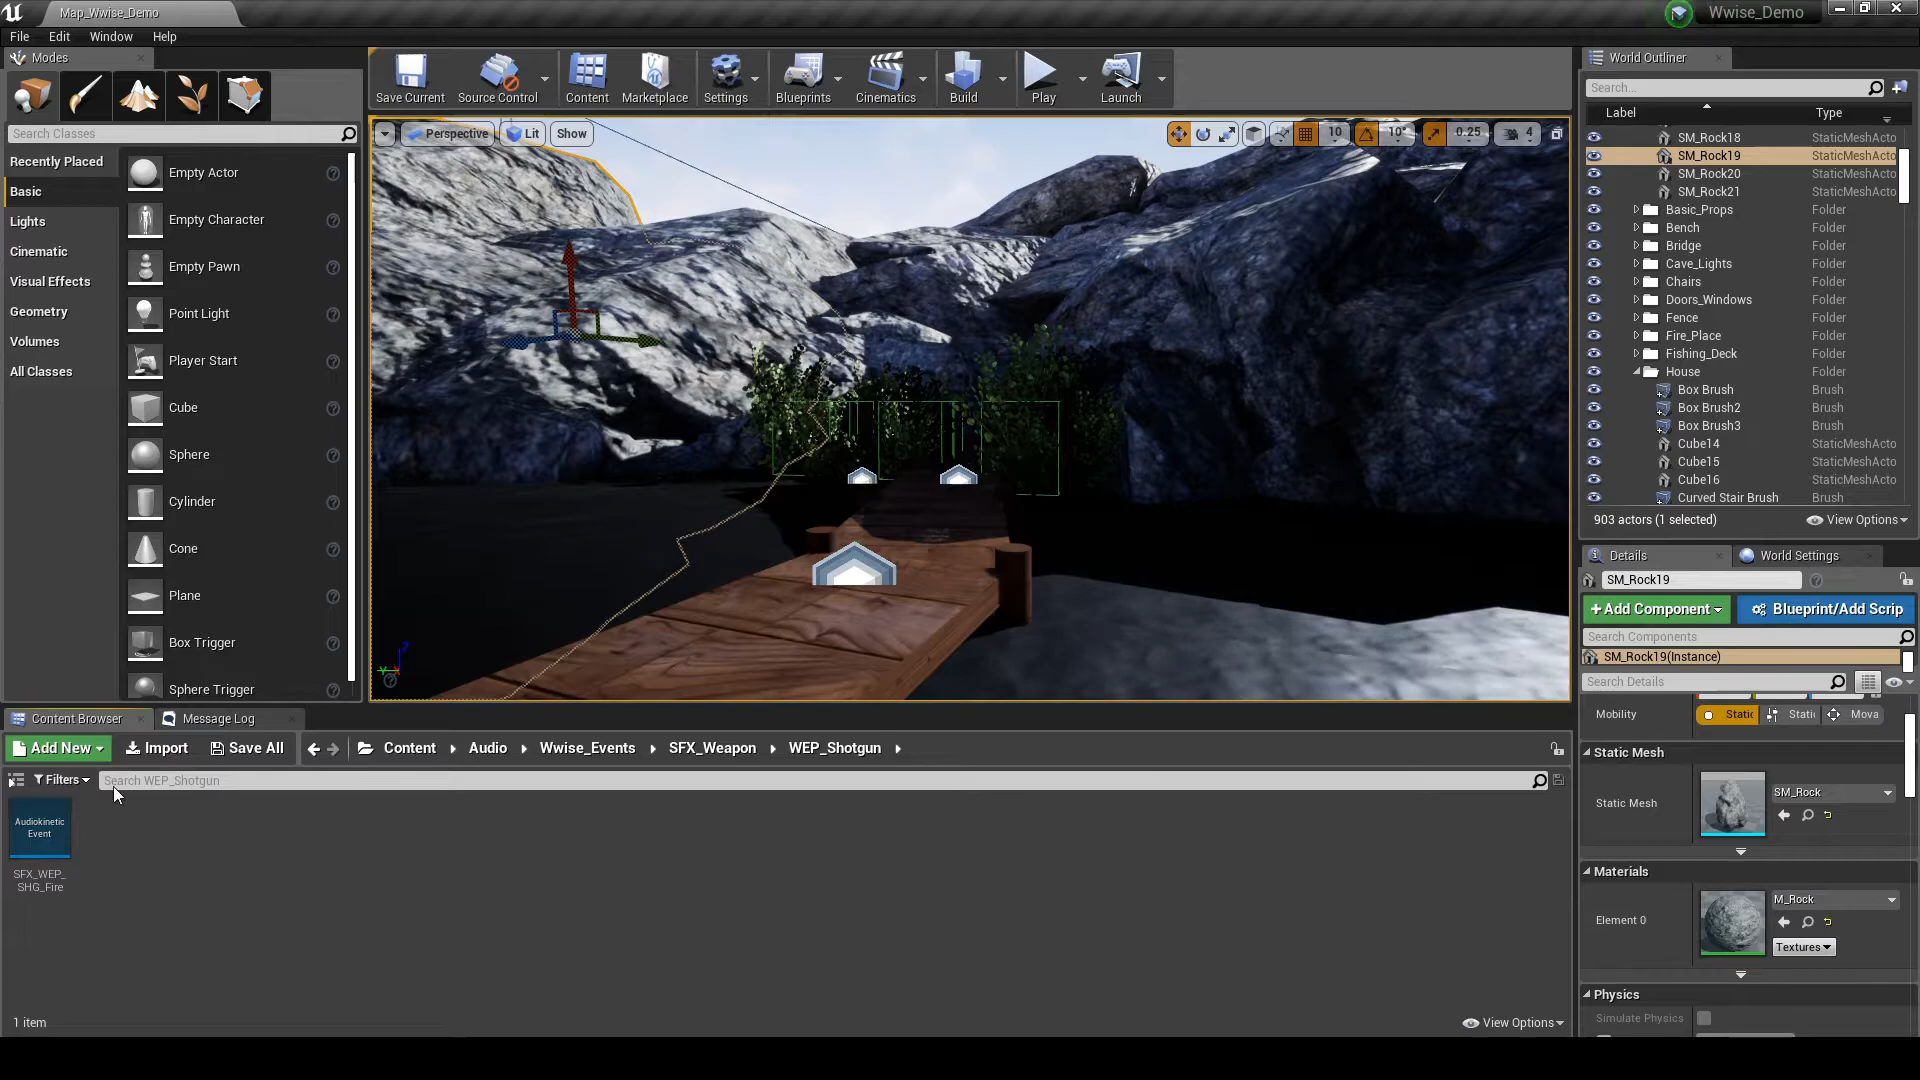 Map_Wwise_Demo
Wwise_Demo
File Edit Window Help
Modes
Search Classes
Recently Placed
Basic
Lights
Cinematic
Visual Effects
Geometry
Volumes
All Classes
Empty Actor
Empty Character
Empty Pawn
Point Light
Player Start
Cube
Sphere
Cylinder
Cone
Plane
Box Trigger
Sphere Trigger
Save Current Source Control Content Marketplace Settings Blueprints Cinematics Build Play Launch
Perspective Lit Show
10 10° 0.25 4
World Outliner
Search...
Label Type
SM_Rock18 StaticMeshActo
SM_Rock19 StaticMeshActo
SM_Rock20 StaticMeshActo
SM_Rock21 StaticMeshActo
Basic_Props Folder
Bench Folder
Bridge Folder
Cave_Lights Folder
Chairs Folder
Doors_Windows Folder
Fence Folder
Fire_Place Folder
Fishing_Deck Folder
House Folder
Box Brush Brush
Box Brush2 Brush
Box Brush3 Brush
Cube14 StaticMeshActo
Cube15 StaticMeshActo
Cube16 StaticMeshActo
Curved Stair Brush Brush
903 actors (1 selected) View Options
Details World Settings
SM_Rock19
+Add Component Blueprint/Add Scrip
Search Components
SM_Rock19(Instance)
Search Details
Mobility Static Stati Mova
Static Mesh
Static Mesh SM_Rock
Materials
Element 0 M_Rock
Textures
Physics
Simulate Physics
Content Browser Message Log
Add New Import Save All Content Audio Wwise_Events SFX_Weapon WEP_Shotgun
Filters Search WEP_Shotgun
Audiokinetic
Event
SFX_WEP_
SHG_Fire
1 item View Options